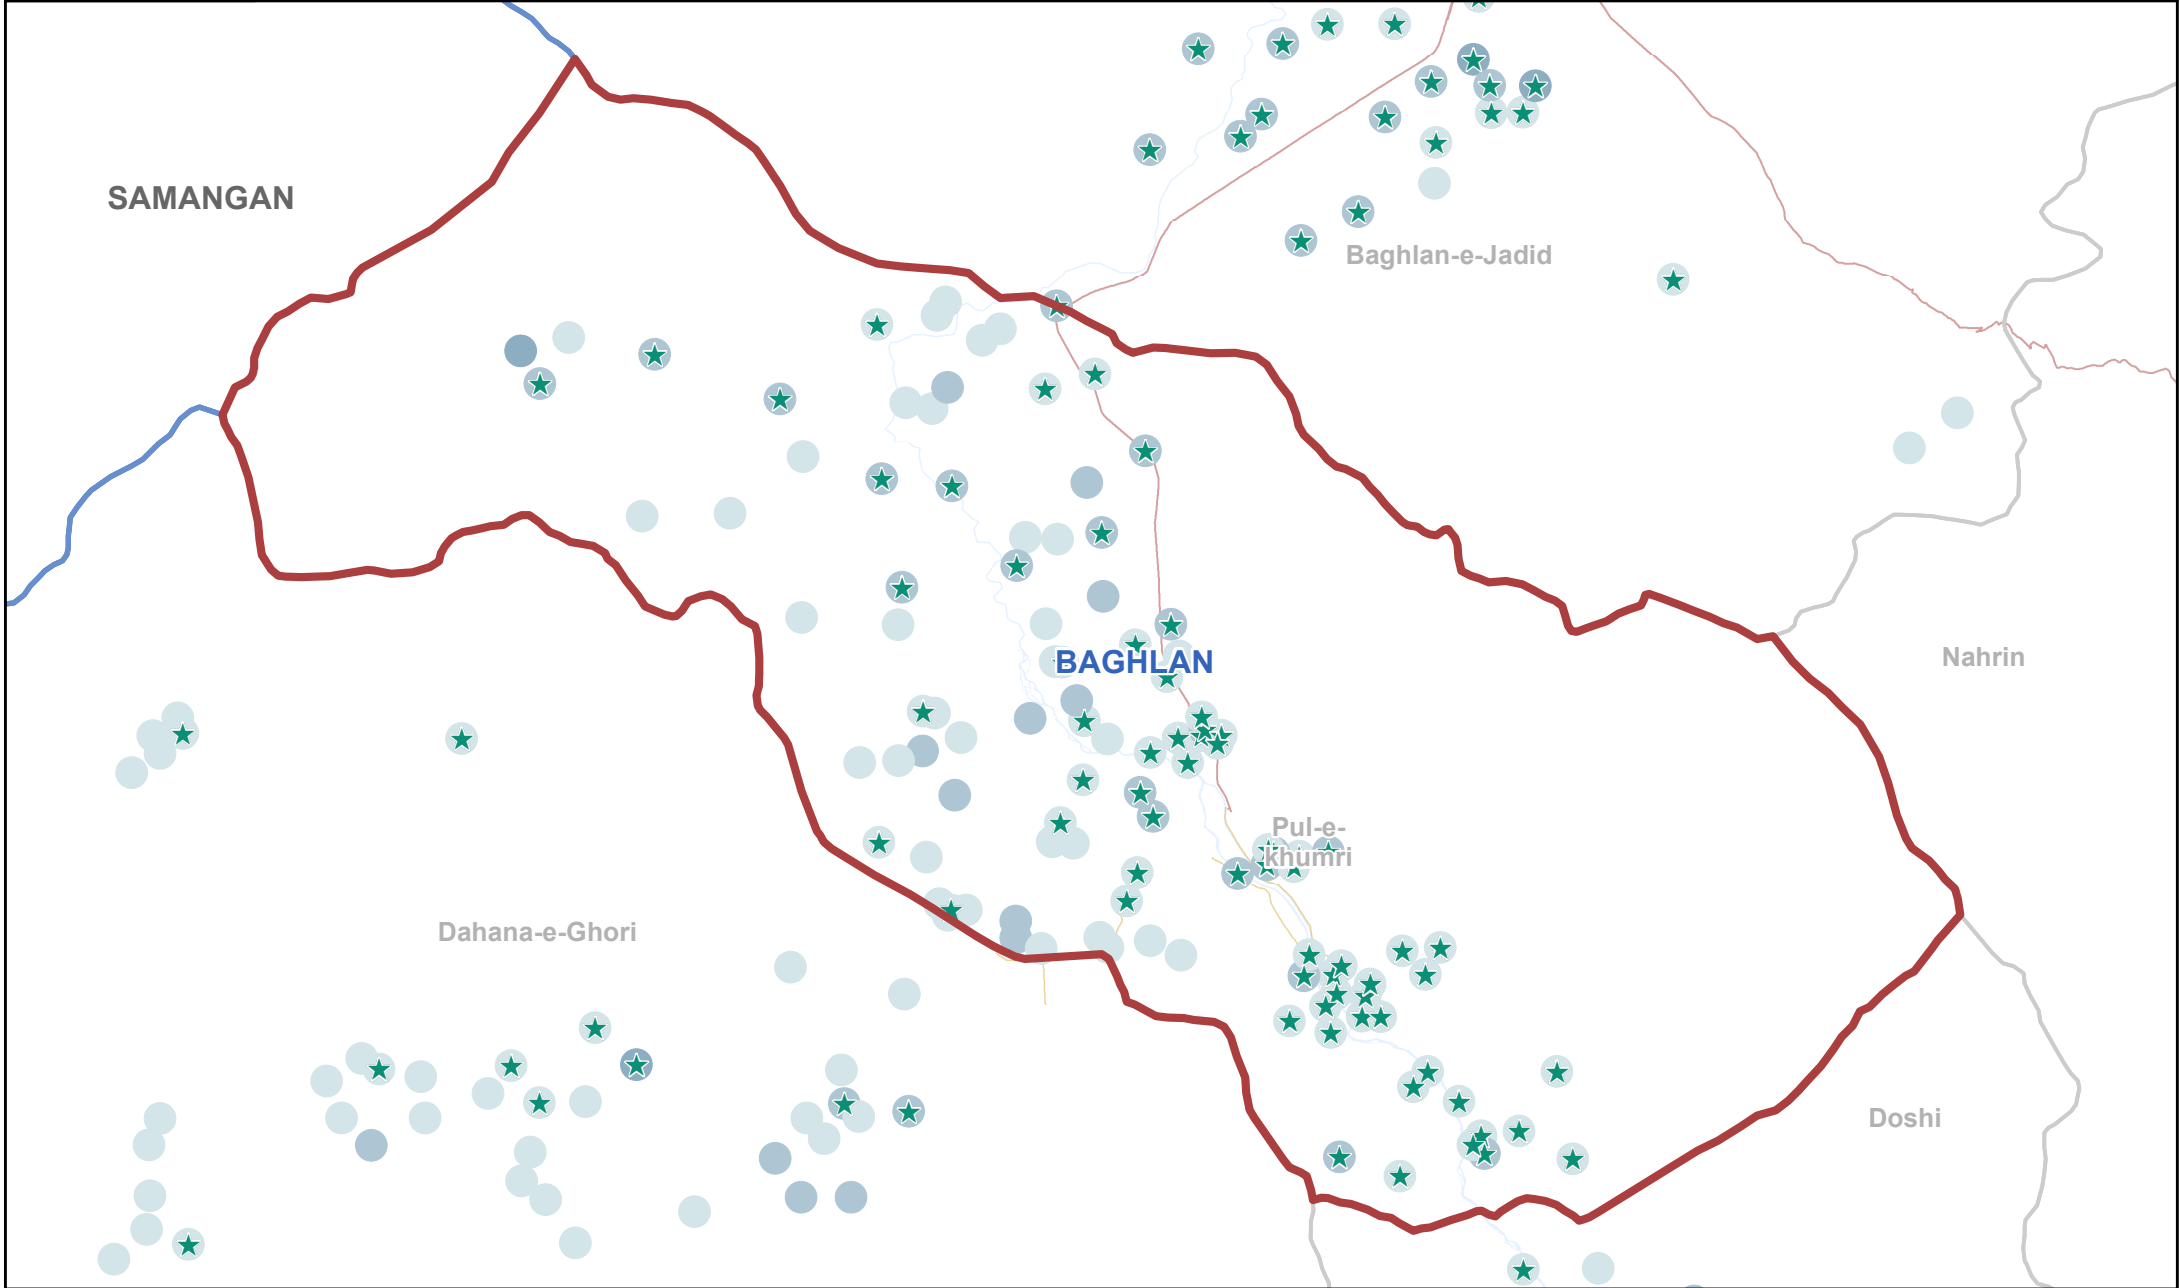 SAMANGAN
Baghlan-e-Jadid
BAGHLAN
Nahrin
Pul-e-
khumri
Dahana-e-Ghori
Doshi